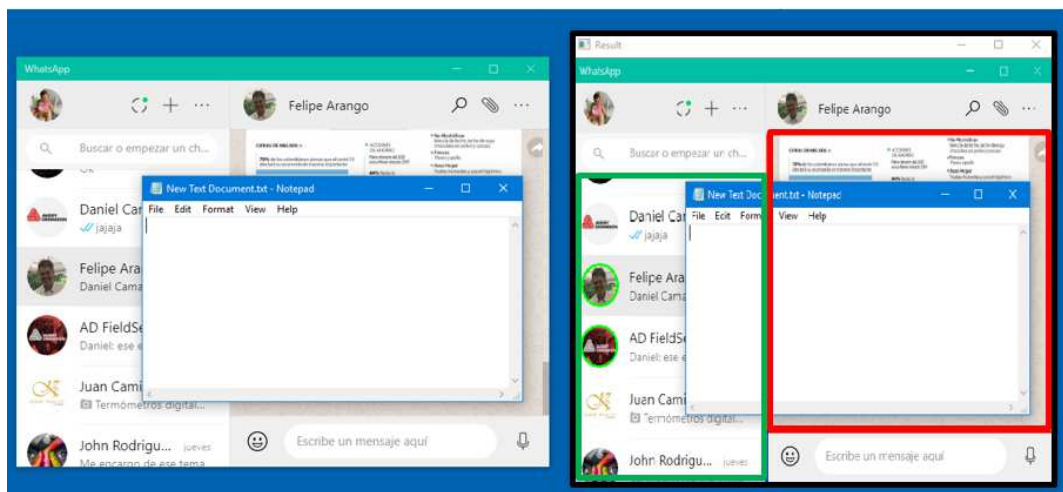 WhatsApp
Felipe Arango
Buscar o empezar un ch...
New Text Document.txt - Notepad
File Edit Format View Help
Daniel Car
jajaja
Felipe Ara
Daniel Cama
AD FieldSe
Daniel: ese e
Juan Cami
Termómetros digital...
John Rodrigu... jueves
Me encargo de ese tema
Escribe un mensaje aquí
Result
WhatsApp
Felipe Arango
Buscar o empezar un ch...
New Text Document.txt - Notepad
File Edit Form View Help
Daniel Car
jajaja
Felipe Ara
Daniel Cama
AD FieldSe
Daniel: ese e
Juan Cami
Termómetros digital...
John Rodrigu... jueves
Escribe un mensaje aquí